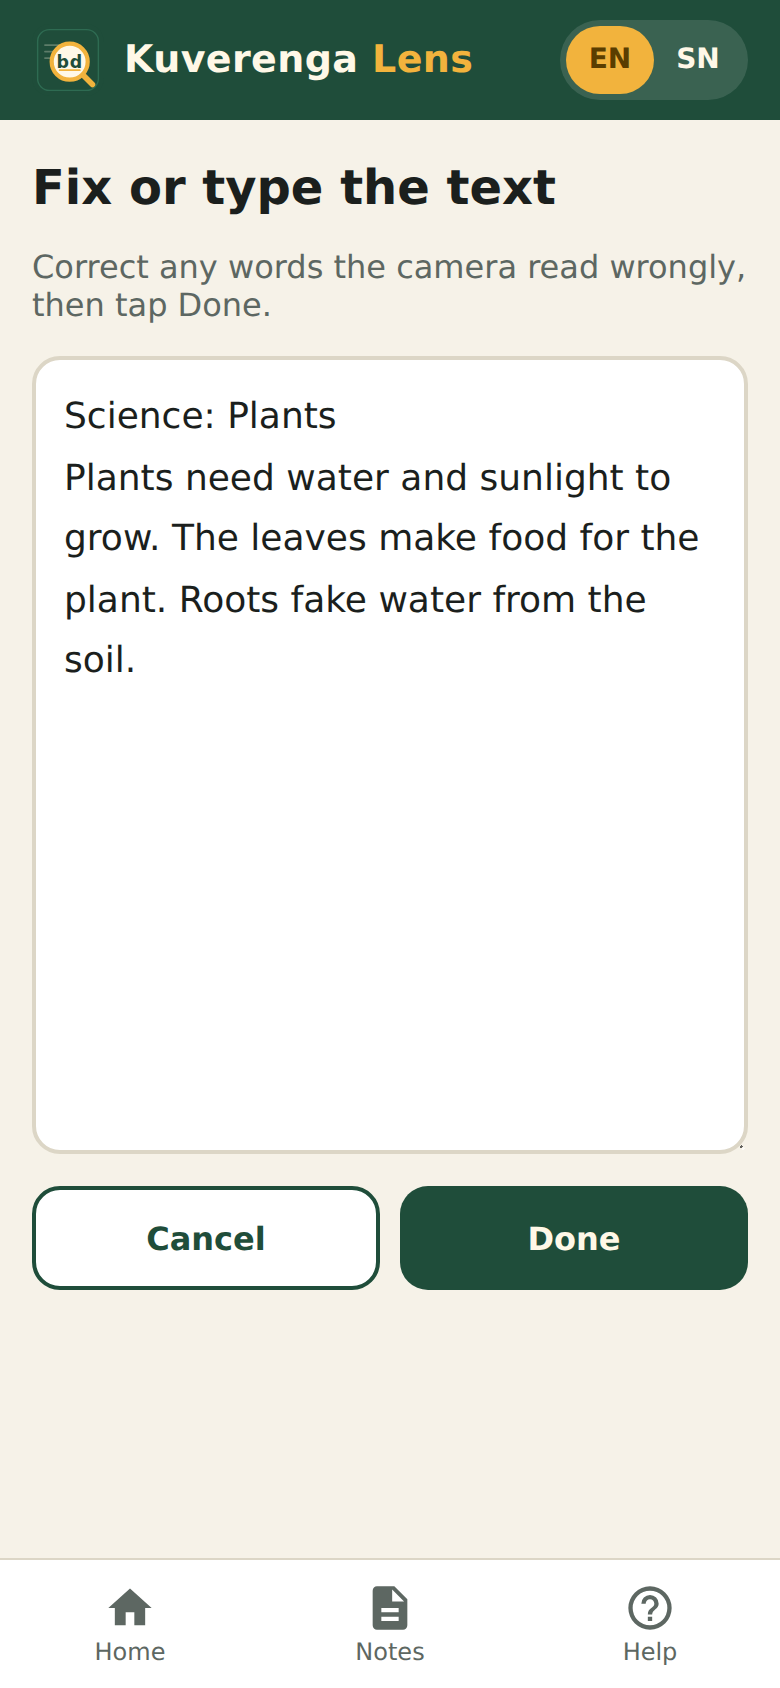 bd
Kuverenga Lens
EN SN
Fix or type the text
Correct any words the camera read wrongly,
then tap Done.
Science: Plants
Plants need water and sunlight to
grow. The leaves make food for the
plant. Roots fake water from the
soil.
Cancel Done
Home Notes Help